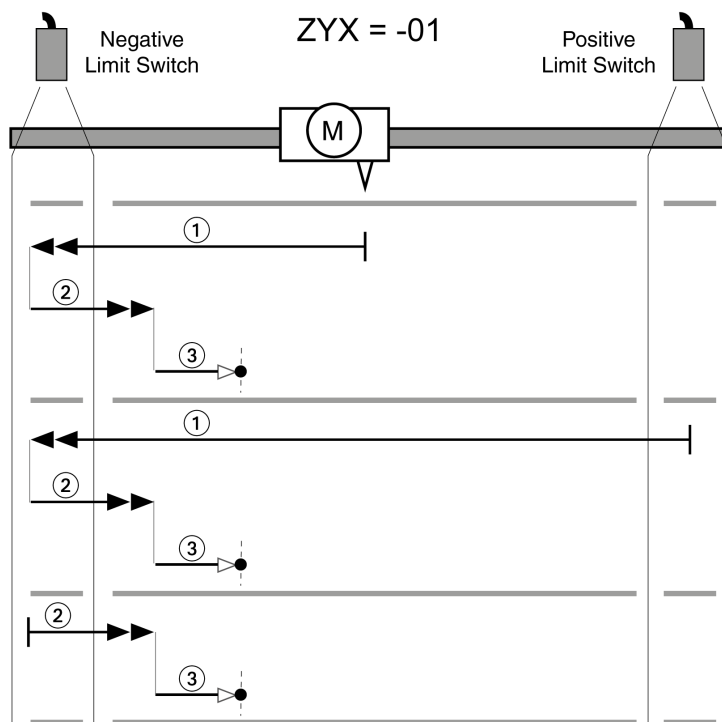 ZYX = -01
Negative
Limit Switch
Positive
Limit Switch
M
1
2
3
1
2
3
2
3